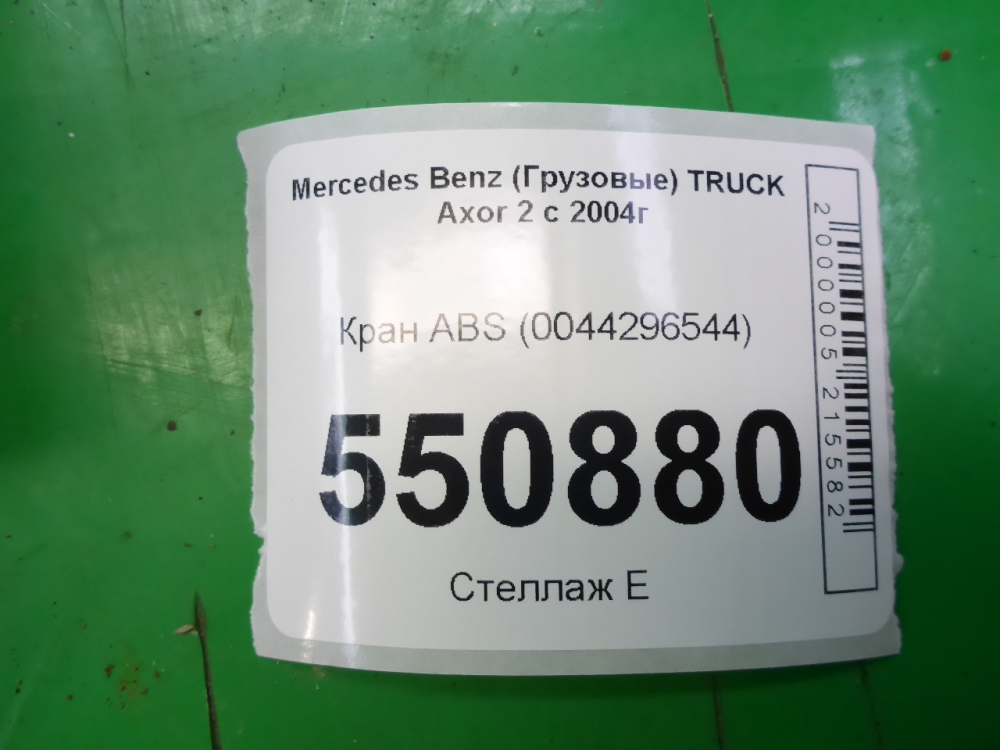 Mercedes Benz (Грузовые) TRUCK
Axor 2 с 2004г
Кран ABS (0044296544)
550880
Стеллаж E
2000005215582